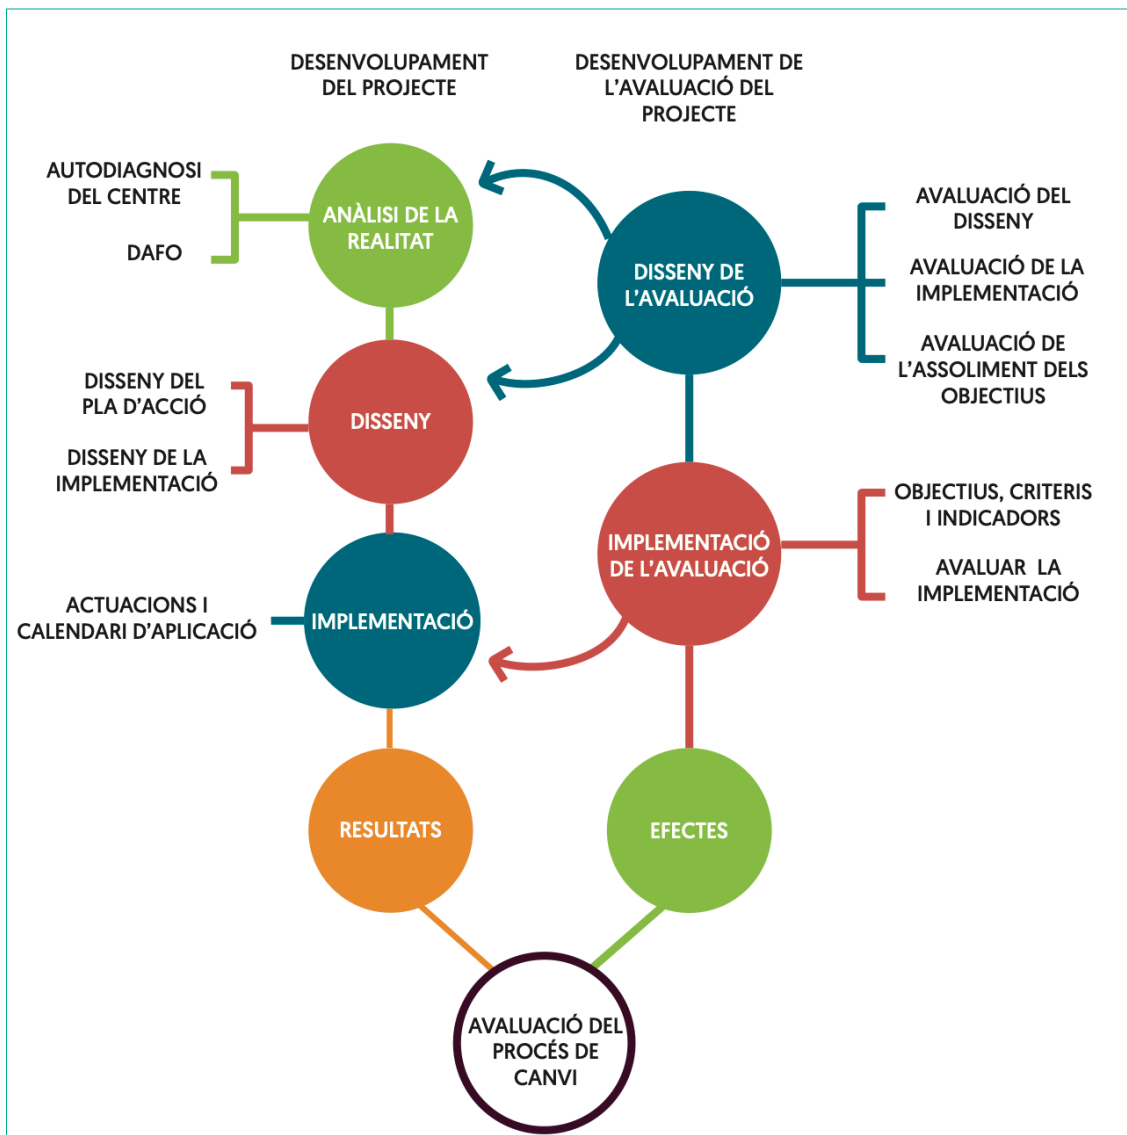 DESENVOLUPAMENT
DEL PROJECTE
DESENVOLUPAMENT DE
L'AVALUACIÓ DEL
PROJECTE
AUTODIAGNOSI
DEL CENTRE
DAFO
ANÀLISI DE LA
REALITAT
DISSENY DE
L'AVALUACIÓ
AVALUACIÓ DEL
DISSENY
AVALUACIÓ DE LA
IMPLEMENTACIÓ
AVALUACIÓ DE
L'ASSOLIMENT DELS
OBJECTIUS
DISSENY DEL
PLA D'ACCIÓ
DISSENY DE LA
IMPLEMENTACIÓ
DISSENY
IMPLEMENTACIÓ
DE L'AVALUACIÓ
OBJECTIUS, CRITERIS
I INDICADORS
AVALUAR LA
IMPLEMENTACIÓ
ACTUACIONS I
CALENDARI D'APLICACIÓ
IMPLEMENTACIÓ
RESULTATS
EFECTES
AVALUACIÓ DEL
PROCÉS DE
CANVI